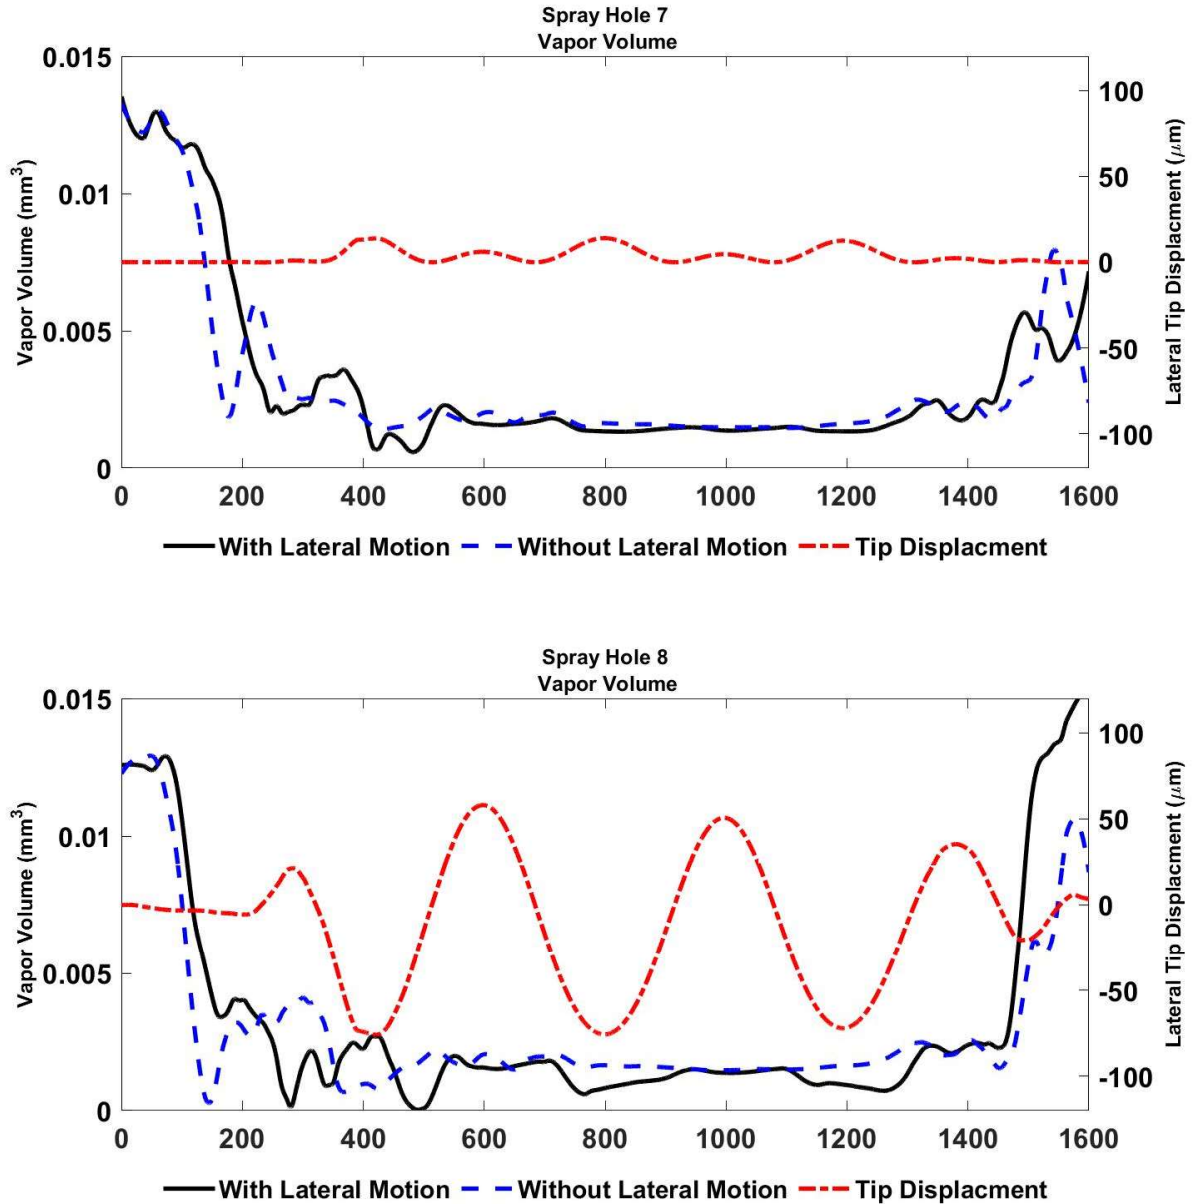 Spray Hole 7
Vapor Volume
0.015
0.01
0.005
0
Vapor Volume (mm³)
100
50
0
-50
-100
Lateral Tip Displacment (μm)
0 200 400 600 800 1000 1200 1400 1600
With Lateral Motion Without Lateral Motion Tip Displacment
Spray Hole 8
Vapor Volume
0.015
0.01
0.005
0
Vapor Volume (mm³)
100
50
0
-50
-100
Lateral Tip Displacment (μm)
0 200 400 600 800 1000 1200 1400 1600
With Lateral Motion Without Lateral Motion Tip Displacment